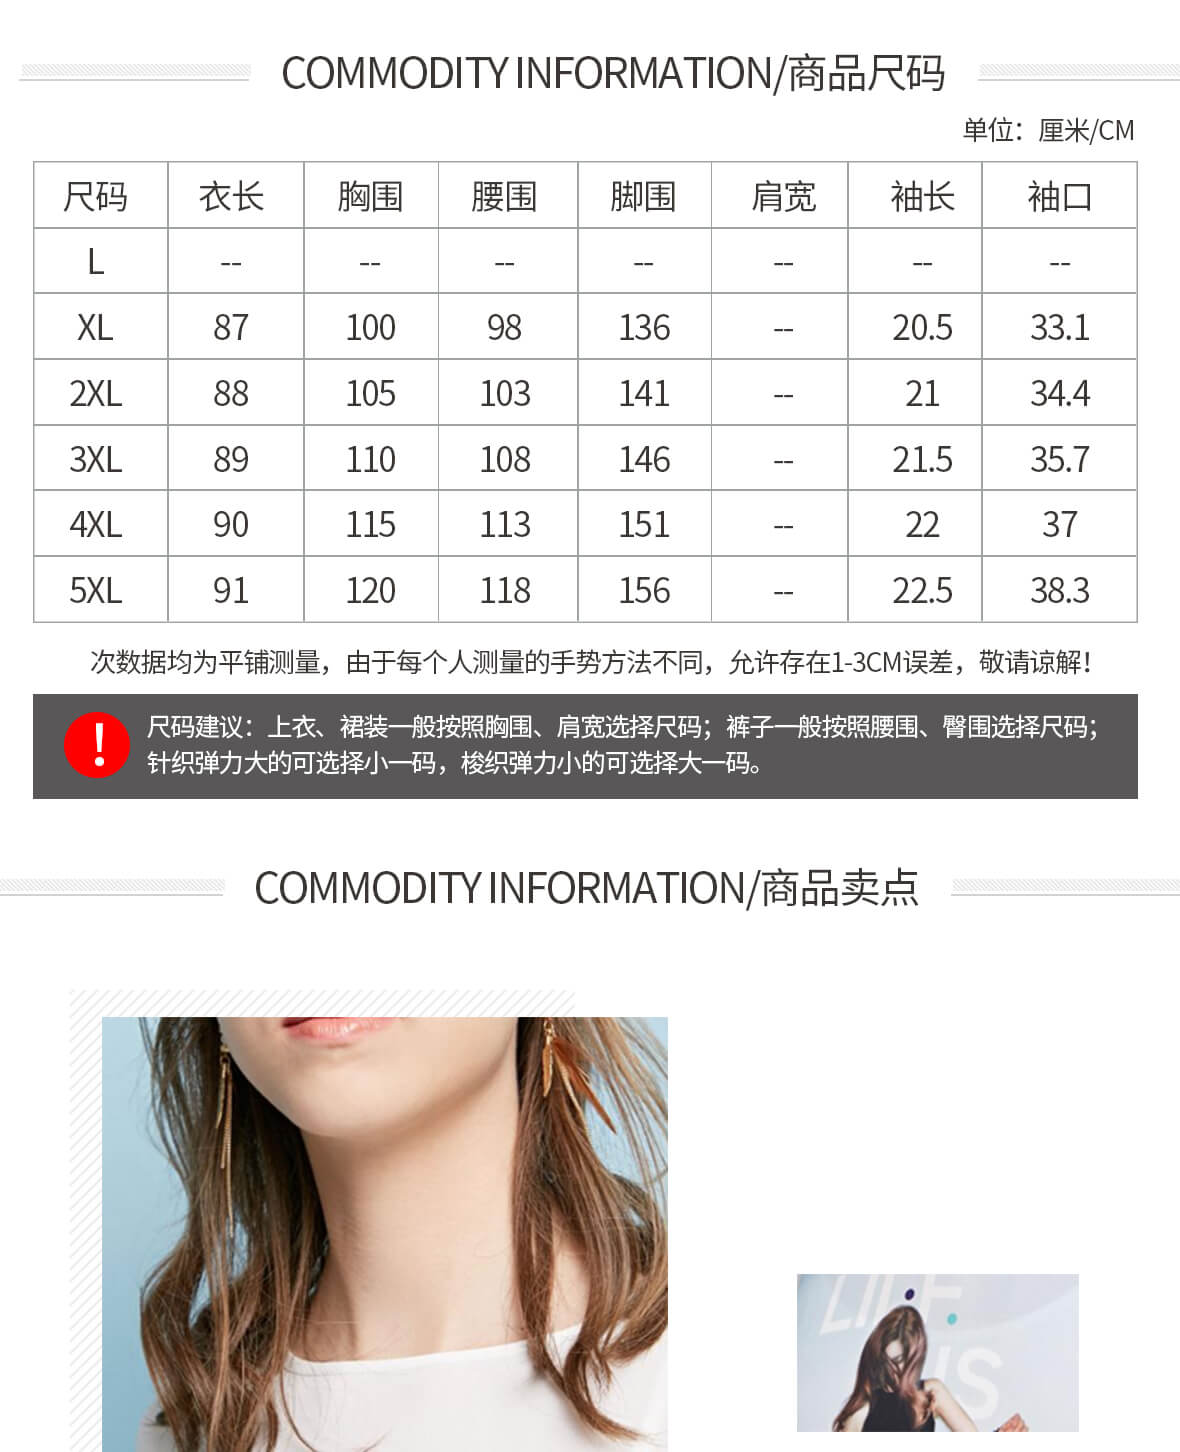 COMMODITY INFORMATION/商品尺码
单位：厘米/CM
尺码 衣长 胸围 腰围 脚围 肩宽 袖长 袖口
L -- -- -- -- -- -- --
XL 87 100 98 136 -- 20.5 33.1
2XL 88 105 103 141 -- 21 34.4
3XL 89 110 108 146 -- 21.5 35.7
4XL 90 115 113 151 -- 22 37
5XL 91 120 118 156 -- 22.5 38.3
次数据均为平铺测量，由于每个人测量的手势方法不同，允许存在1-3CM误差，敬请谅解！
尺码建议：上衣、裙装一般按照胸围、肩宽选择尺码；裤子一般按照腰围、臀围选择尺码；
针织弹力大的可选择小一码，梭织弹力小的可选择大一码。
COMMODITY INFORMATION/商品卖点